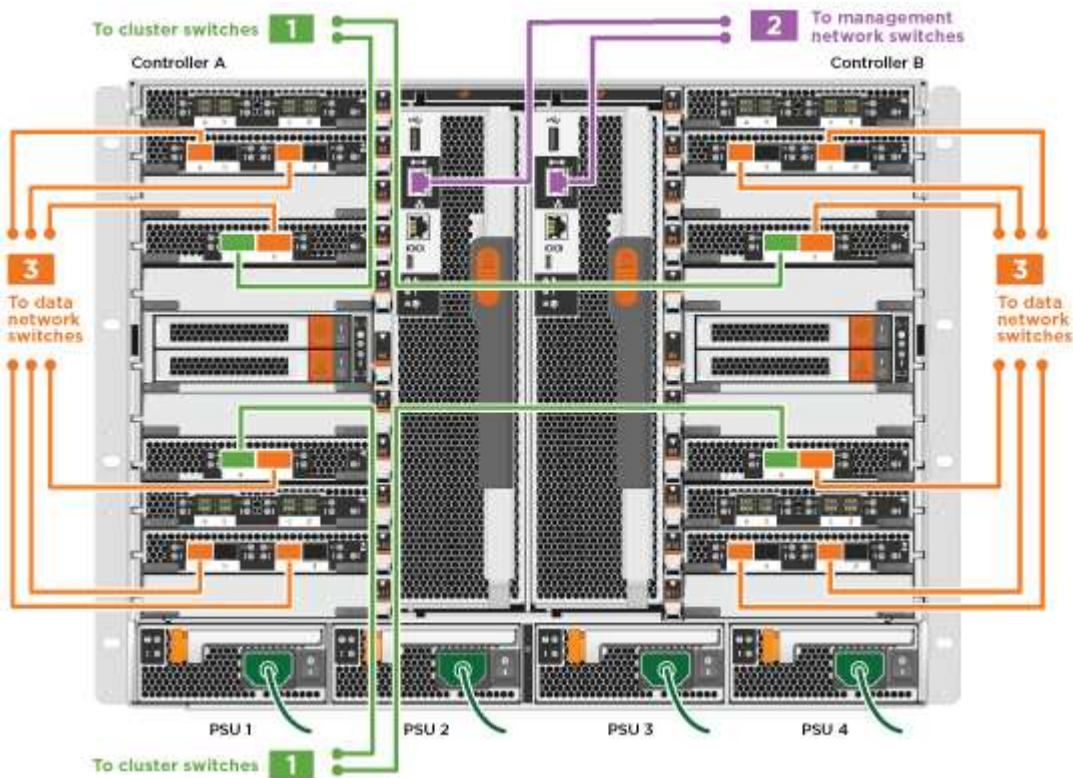 To cluster switches 1
2 To management
network switches
Controller A
Controller B
3
To data
network
switches
3
To data
network
switches
PSU 1
PSU 2
PSU 3
PSU 4
To cluster switches 1